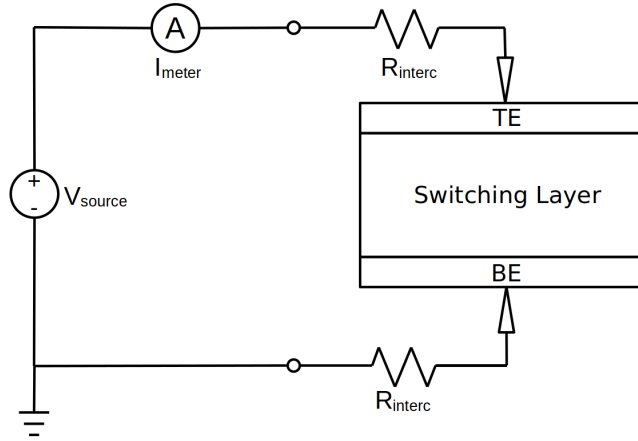 A
Imeter
Rinterc
TE
+
-
Vsource
Switching Layer
BE
Rinterc